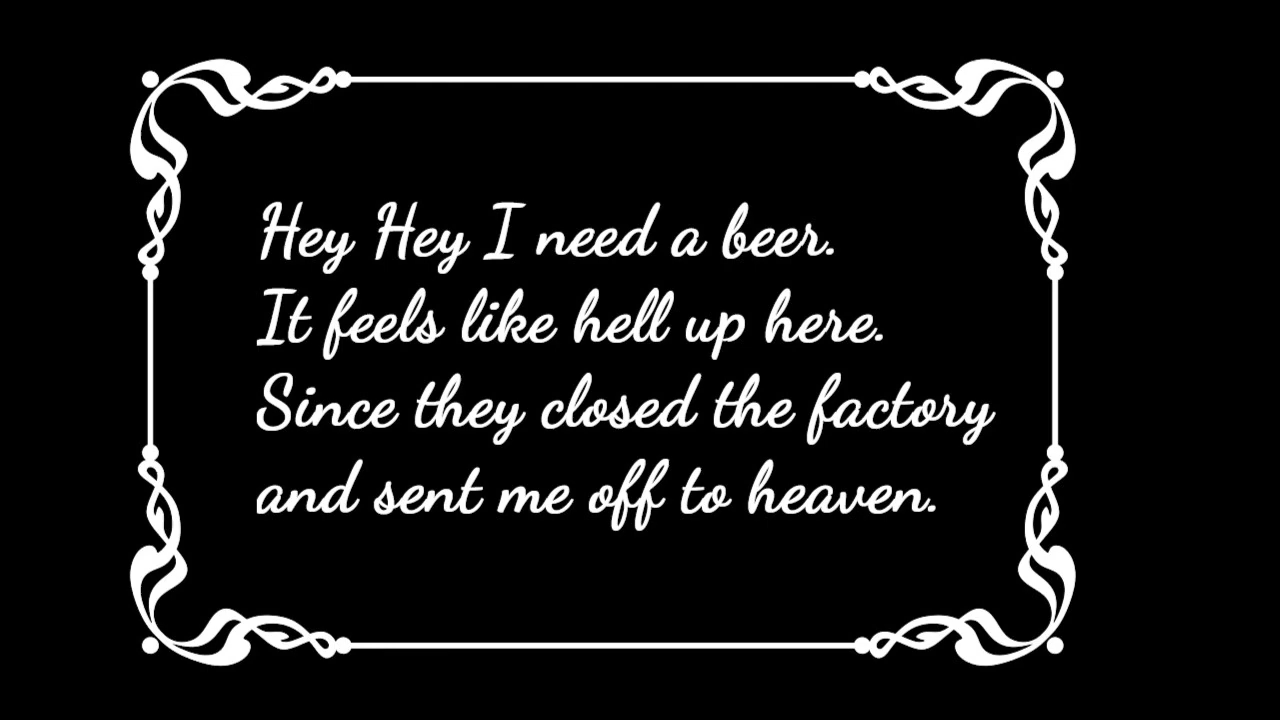 Hey Hey I need a beer.
It feels like hell up here.
Since they closed the factory
and sent me off to heaven.